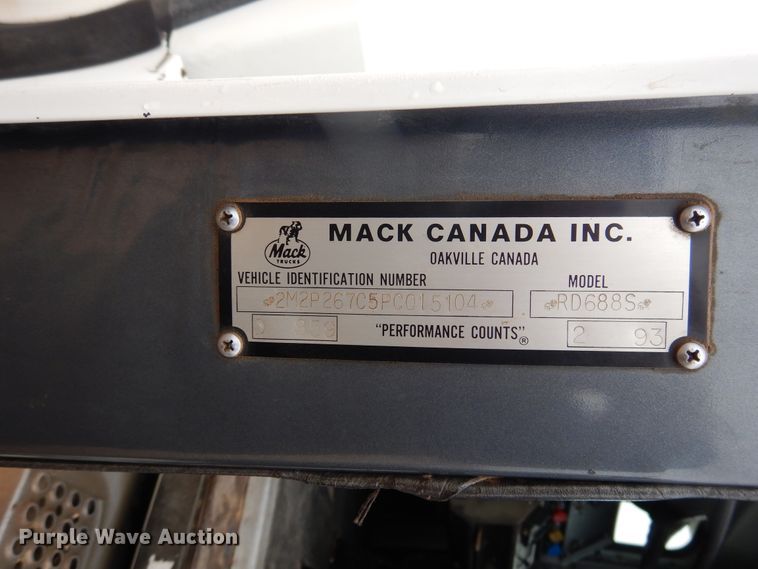 MACK CANADA INC.
Mack
TRUCKS
OAKVILLE CANADA
VEHICLE IDENTIFICATION NUMBER MODEL
2M2P267C5PC015104 RD688S
"PERFORMANCE COUNTS"® 2 93
Purple Wave Auction